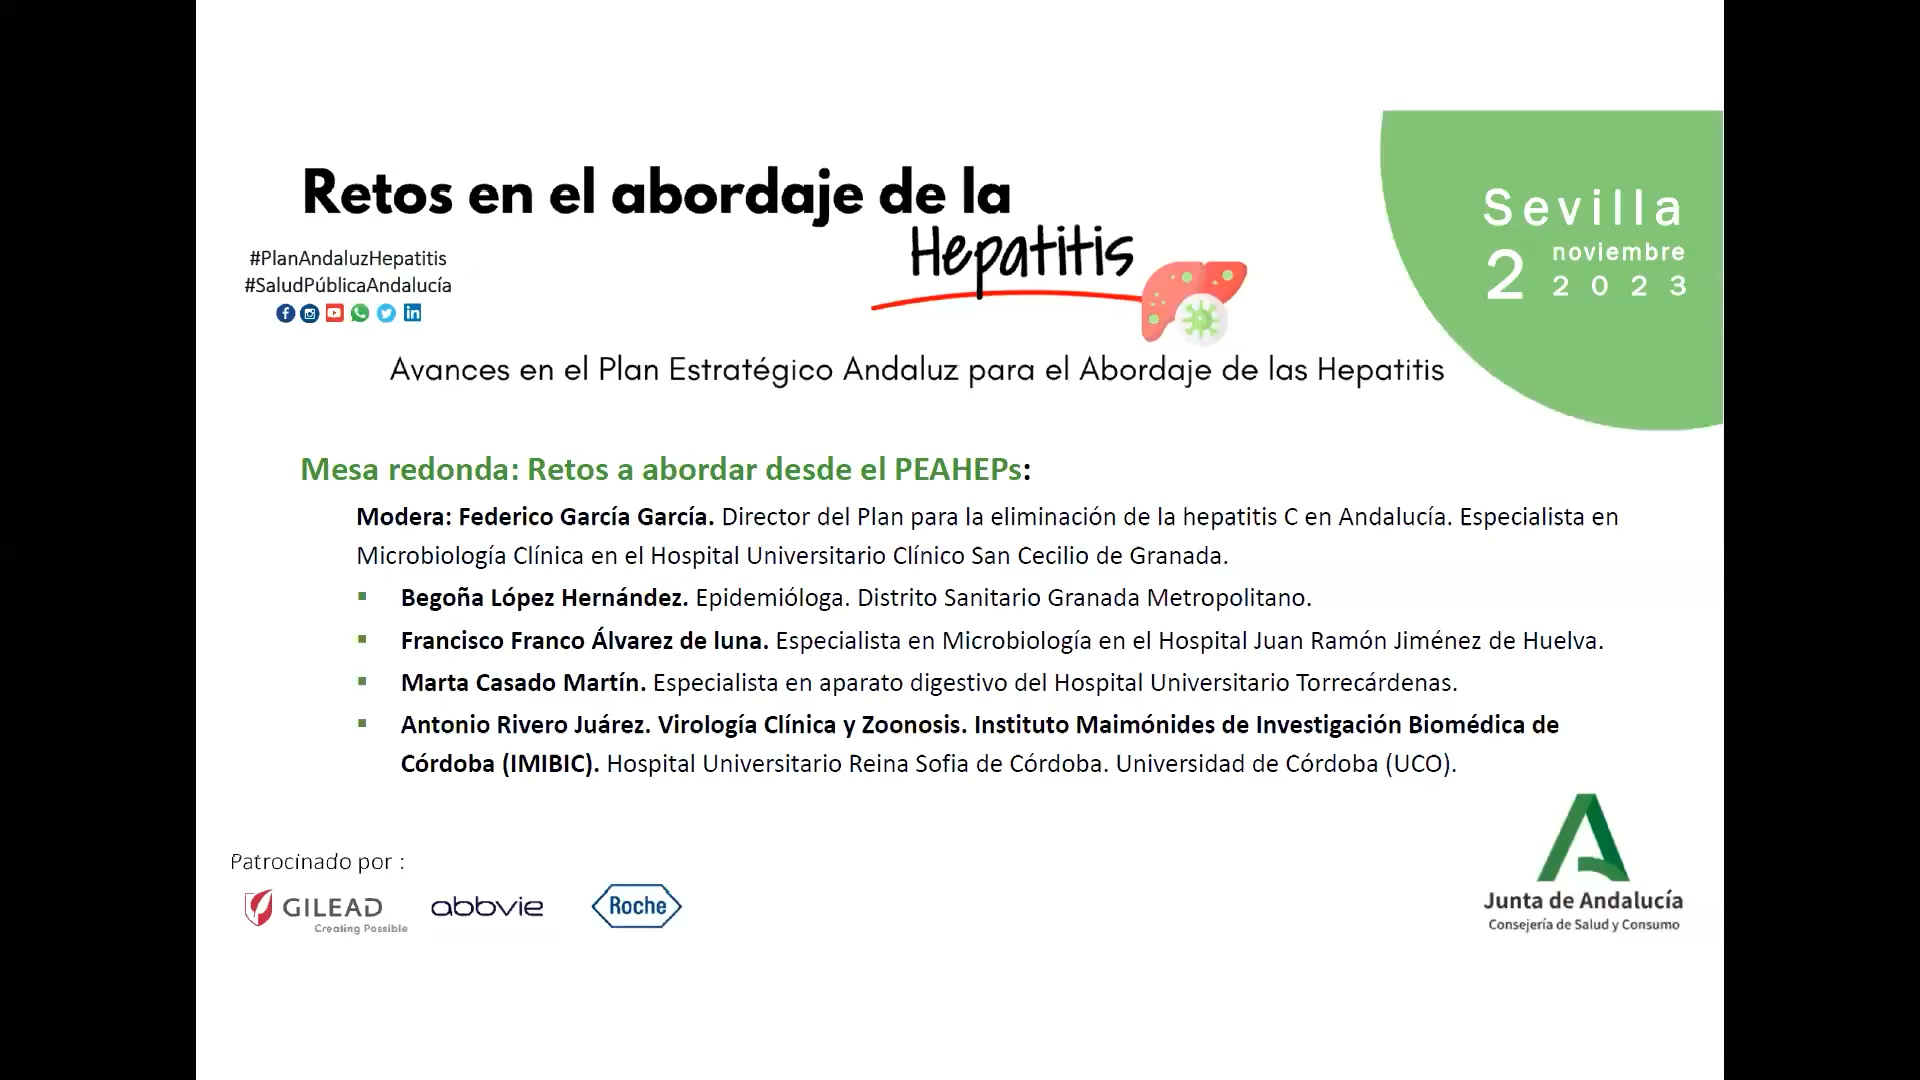 Retos en el abordaje de la
Hepatitis
#PlanAndaluzHepatitis
#SaludPúblicaAndalucía
Sevilla
2 noviembre
2023
Avances en el Plan Estratégico Andaluz para el Abordaje de las Hepatitis
Mesa redonda: Retos a abordar desde el PEAHEPs:
Modera: Federico García García. Director del Plan para la eliminación de la hepatitis C en Andalucía. Especialista en
Microbiología Clínica en el Hospital Universitario Clínico San Cecilio de Granada.
▪ Begoña López Hernández. Epidemióloga. Distrito Sanitario Granada Metropolitano.
▪ Francisco Franco Álvarez de luna. Especialista en Microbiología en el Hospital Juan Ramón Jiménez de Huelva.
▪ Marta Casado Martín. Especialista en aparato digestivo del Hospital Universitario Torrecárdenas.
▪ Antonio Rivero Juárez. Virología Clínica y Zoonosis. Instituto Maimónides de Investigación Biomédica de
Córdoba (IMIBIC). Hospital Universitario Reina Sofia de Córdoba. Universidad de Córdoba (UCO).
Patrocinado por :
GILEAD
Creating Possible
abbvie
Roche
Junta de Andalucía
Consejería de Salud y Consumo